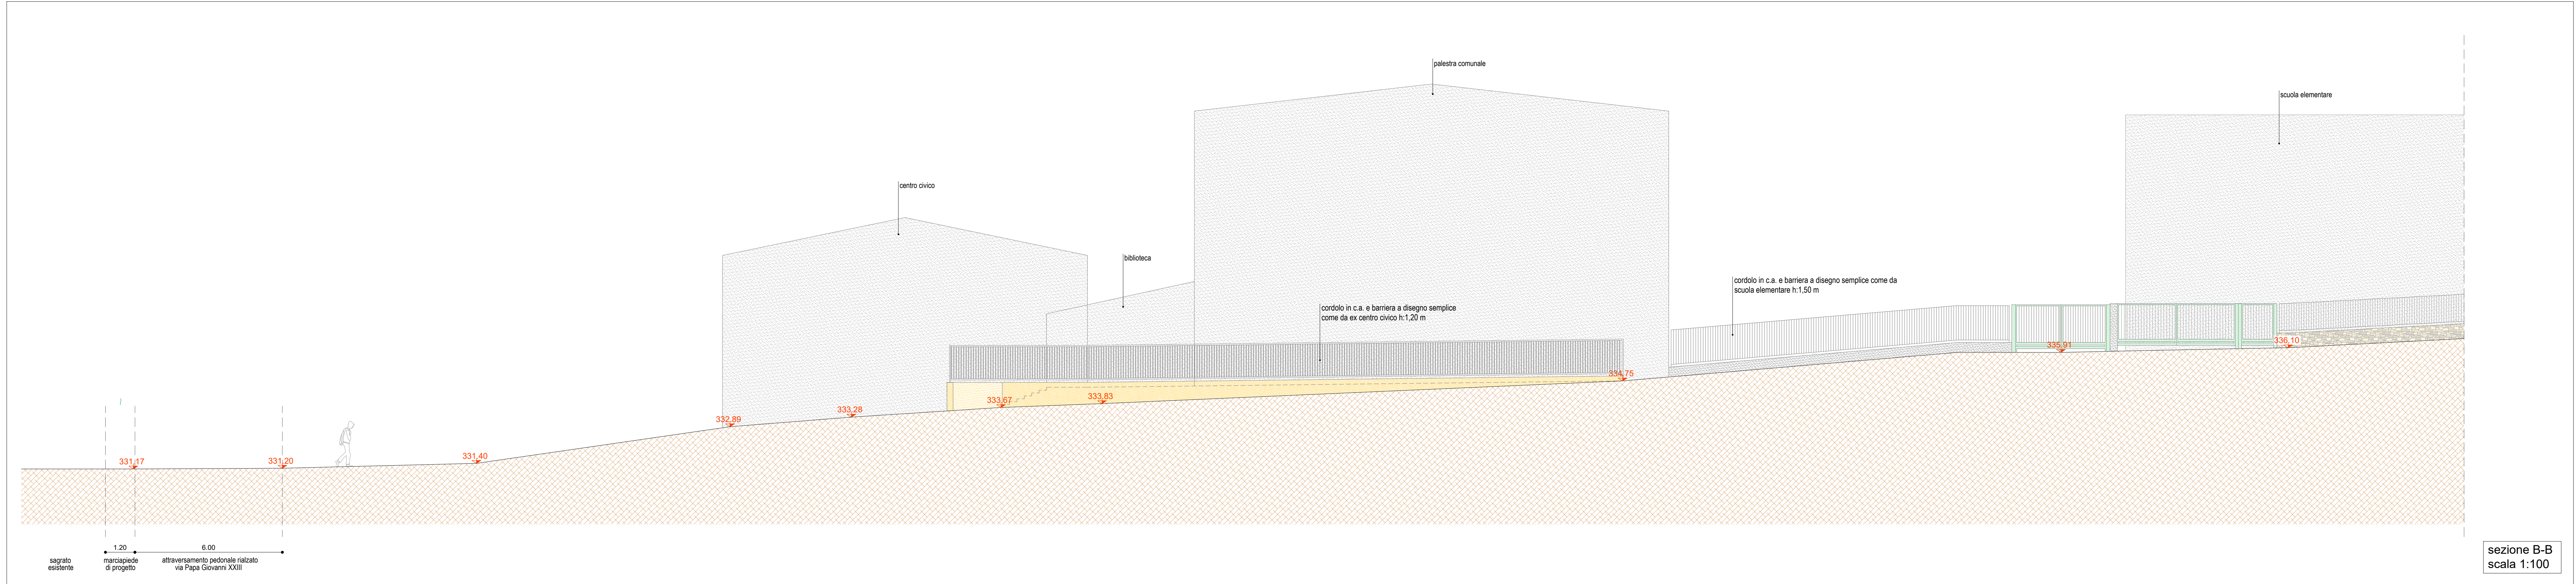 palestra comunale
scuola elementare
centro civico
biblioteca
cordolo in c.a. e barriera a disegno semplice come da
scuola elementare h:1,50 m
cordolo in c.a. e barriera a disegno semplice
come da ex centro civico h:1,20 m
335,91
336,10
334,75
333,67
333,83
333,28
332,89
331,40
331,17
331,20
1.20
6.00
sagrato
esistente
marciapiede
di progetto
attraversamento pedonale rialzato
via Papa Giovanni XXIII
sezione B-B
scala 1:100